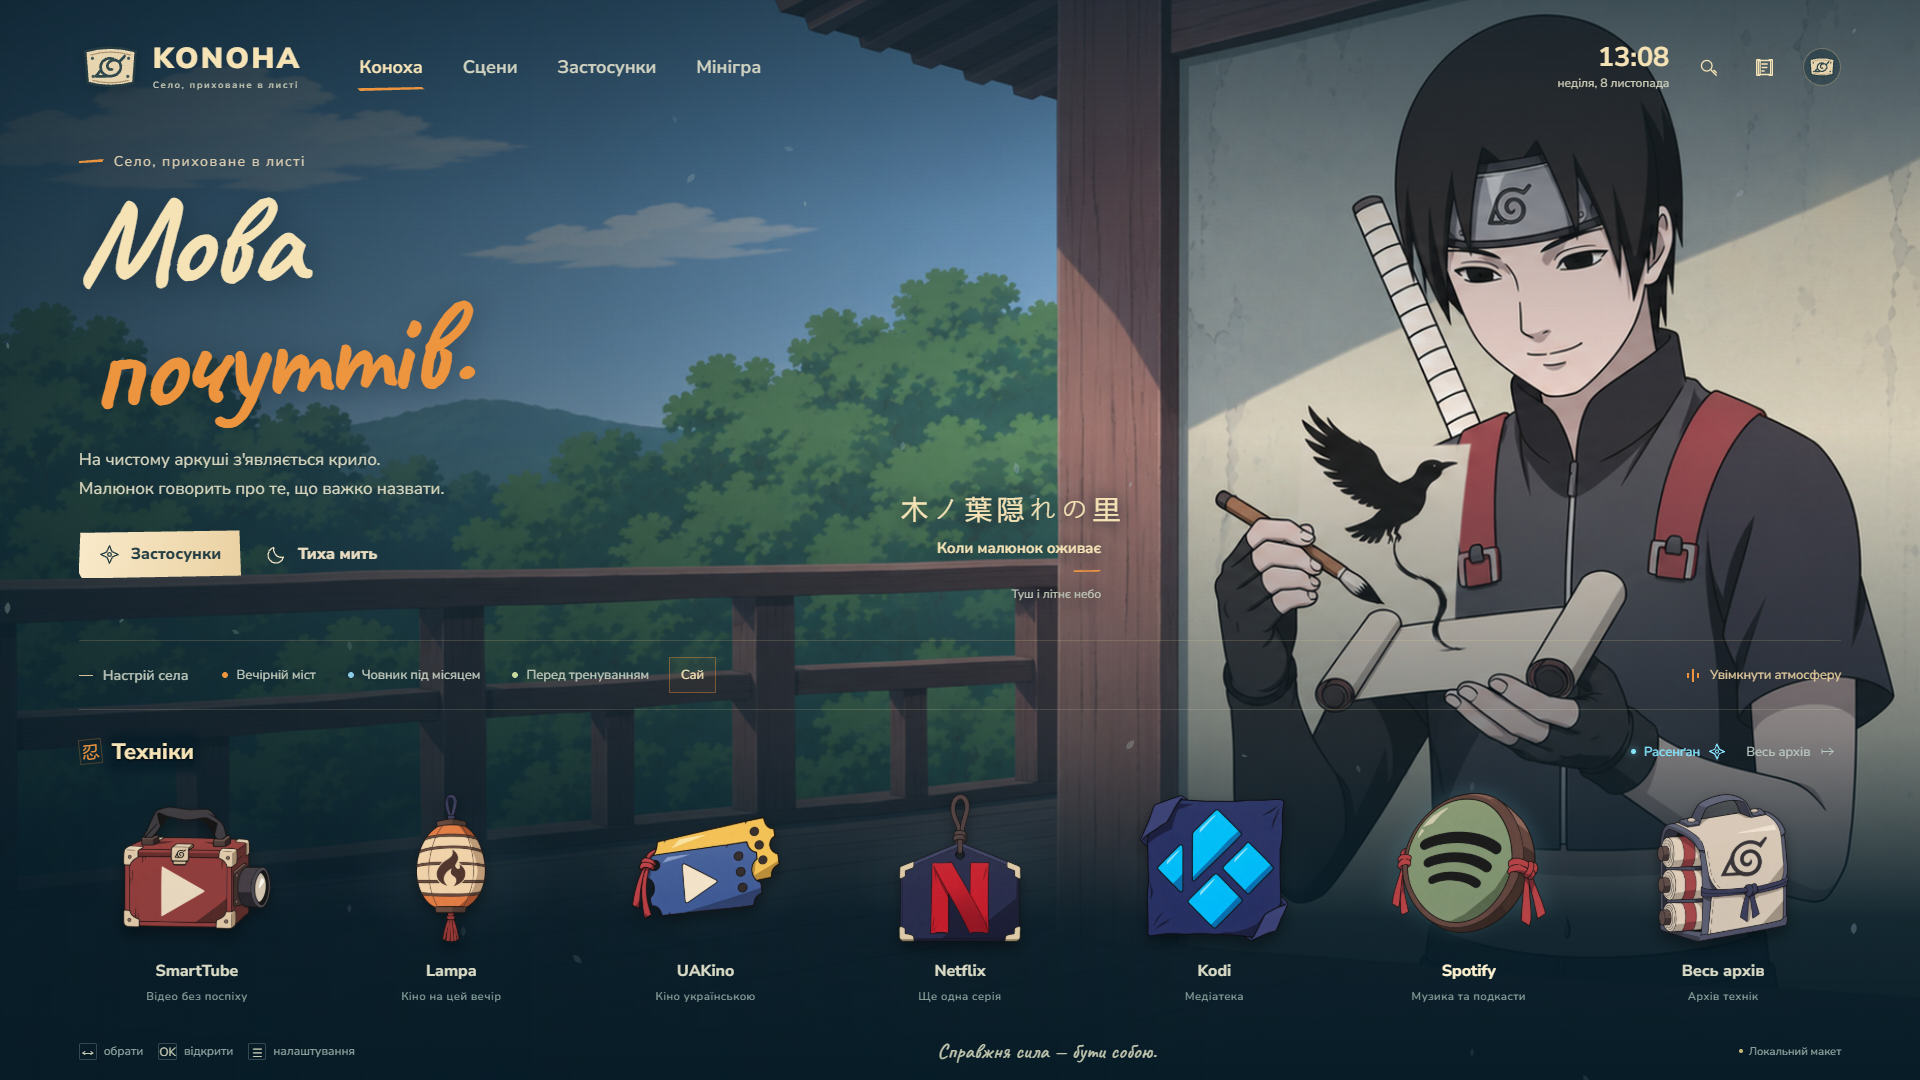 KONOHA
Село, приховане в листі
Коноха
Сцени
Застосунки
Мінігра
13:08
неділя, 8 листопада
Село, приховане в листі
Мова
почуттів.
На чистому аркуші з'являється крило.
Малюнок говорить про те, що важко назвати.
Застосунки
Тиха мить
木ノ葉隠れの里
Коли малюнок оживає
Туш і літнє небо
Настрій села
Вечірній міст
Човник під місяцем
Перед тренуванням
Сай
Увімкнути атмосферу
忍 Техніки
Расенґан
Весь архів
N
SmartTube
Відео без поспіху
Lampa
Кіно на цей вечір
UAKino
Кіно українською
Netflix
Ще одна серія
Kodi
Медіатека
Spotify
Музика та подкасти
Весь архів
Архів технік
обрати
OK відкрити
налаштування
Справжня сила — бути собою.
Локальний макет